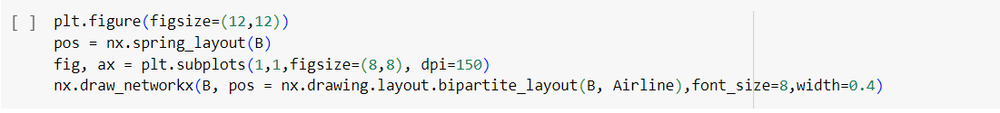 [ ] plt.figure(figsize=(12,12))
pos = nx.spring_layout(B)
fig, ax = plt.subplots(1,1,figsize=(8,8), dpi=150)
nx.draw_networkx(B, pos = nx.drawing.layout.bipartite_layout(B, Airline),font_size=8,width=0.4)